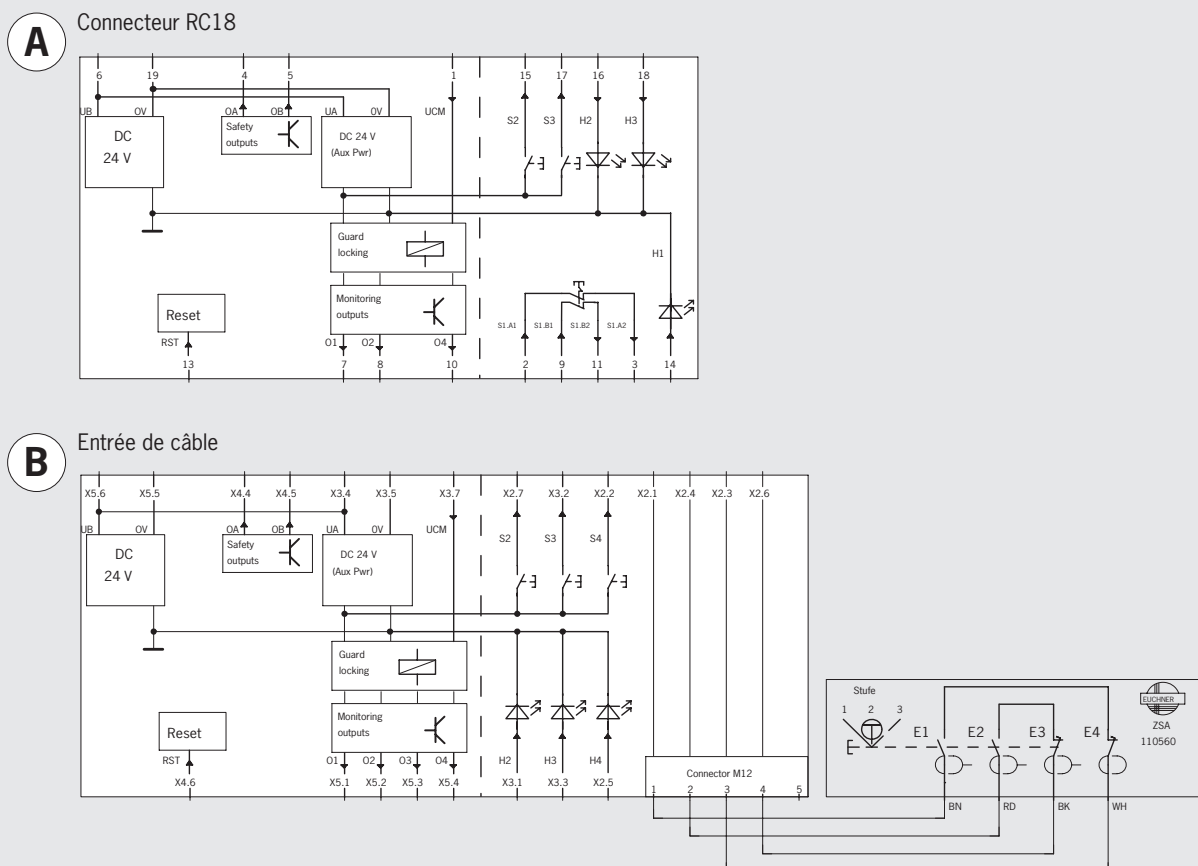 A
Connecteur RC18
6 19 4 5 1 15 17 16 18
UB OV OA OB UA OV UCM S2 S3 H2 H3
DC
24 V
Safety
outputs
DC 24 V
(Aux Pwr)
Guard
locking
H1
Monitoring
outputs
Reset
S1.A1 S1.B1 S1.B2 S1.A2
RST O1 O2 O4
13 7 8 10 2 9 11 3 14
B
Entrée de câble
X5.6 X5.5 X4.4 X4.5 X3.4 X3.5 X3.7 X2.7 X3.2 X2.2 X2.1 X2.4 X2.3 X2.6
UB OV OA OB UA OV UCM S2 S3 S4
DC
24 V
Safety
outputs
DC 24 V
(Aux Pwr)
Guard
locking
Monitoring
outputs
Reset
RST O1 O2 O3 O4 H2 H3 H4
X4.6 X5.1 X5.2 X5.3 X5.4 X3.1 X3.3 X2.5
Connector M12
1 2 3 4 5
Stufe
1 2 3
E1 E2 E3 E4
EUCHNER
ZSA
110560
BN RD BK WH